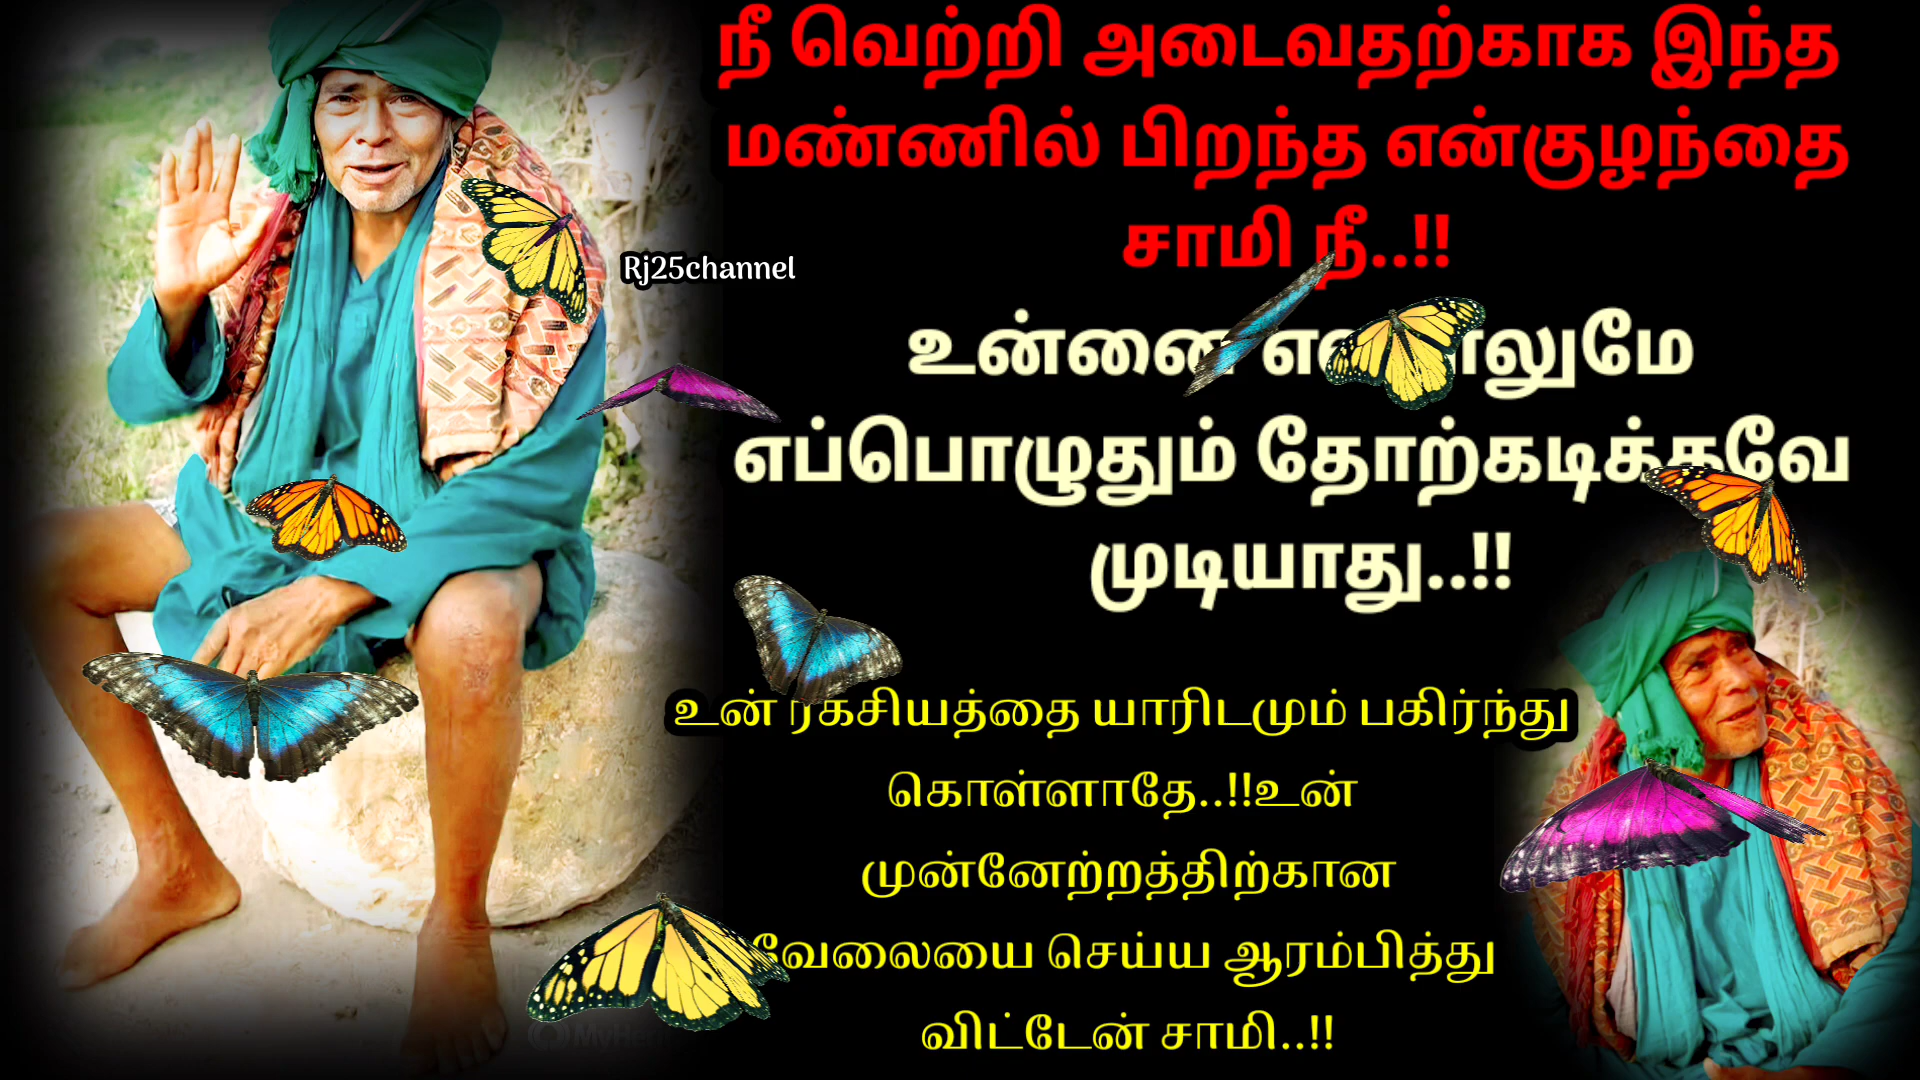 நீ வெற்றி அடைவதற்காக இந்த
மண்ணில் பிறந்த என்குழந்தை
சாமி நீ..!!
Rj25channel
உன்னை
எப்பொழுதும் தோற்கடிக்கவே
முடியாது..!!
உன் ரகசியத்தை யாரிடமும் பகிர்ந்து
கொள்ளாதே..!!உன்
முன்னேற்றத்திற்கான
வேலையை செய்ய ஆரம்பித்து
விட்டேன் சாமி..!!